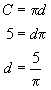 C = πd
5 = dπ
d = 5/π